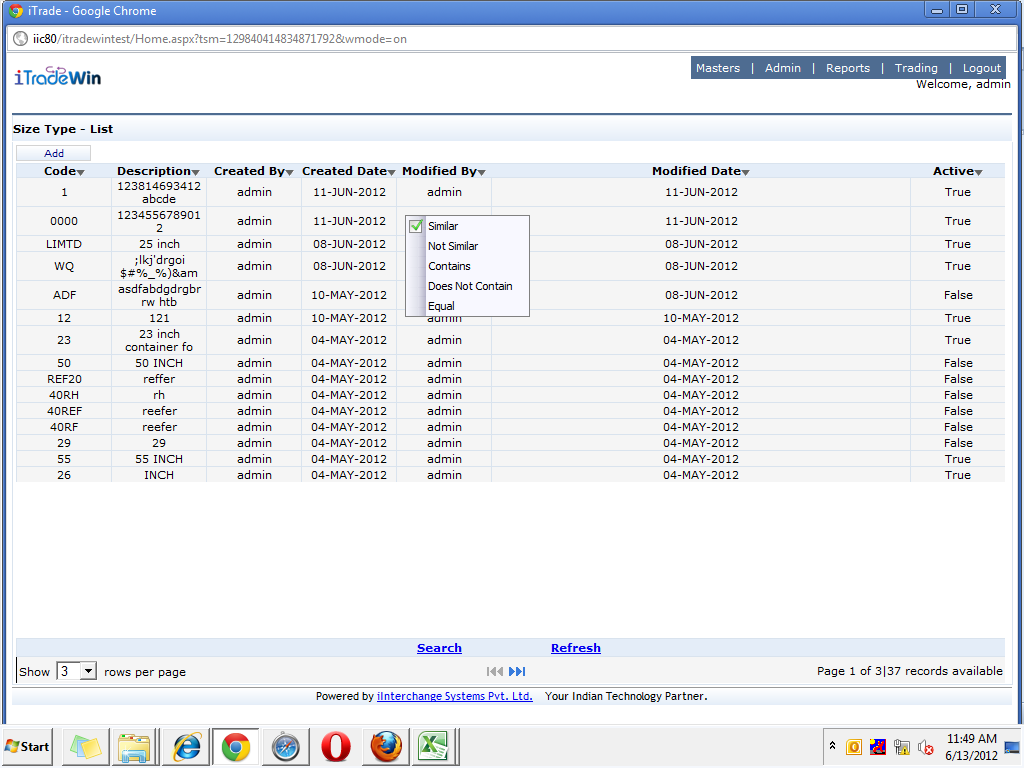 iTrade - Google Chrome
iic80/itradewintest/Home.aspx?tsm=129840414834871792&wmode=on
iTradeWin
Masters | Admin | Reports | Trading | Logout
Welcome, admin
Size Type - List
Add
Code Description Created By Created Date Modified By Modified Date Active
1 123814693412 admin 11-JUN-2012 admin 11-JUN-2012 True
abcde
0000 123455678901 admin 11-JUN-2012 11-JUN-2012 True
2
LIMTD 25 inch admin 08-JUN-2012 08-JUN-2012 True
WQ ;lkj'drgoi admin 08-JUN-2012 08-JUN-2012 True
$#%_%)&am
ADF asdfabdgdrgbr admin 10-MAY-2012 08-JUN-2012 False
rw htb
Similar
Not Similar
Contains
Does Not Contain
Equal
12 121 admin 10-MAY-2012 admin 10-MAY-2012 True
23 23 inch admin 04-MAY-2012 admin 04-MAY-2012 True
container fo
50 50 INCH admin 04-MAY-2012 admin 04-MAY-2012 False
REF20 reffer admin 04-MAY-2012 admin 04-MAY-2012 False
40RH rh admin 04-MAY-2012 admin 04-MAY-2012 False
40REF reefer admin 04-MAY-2012 admin 04-MAY-2012 False
40RF reefer admin 04-MAY-2012 admin 04-MAY-2012 False
29 29 admin 04-MAY-2012 admin 04-MAY-2012 False
55 55 INCH admin 04-MAY-2012 admin 04-MAY-2012 True
26 INCH admin 04-MAY-2012 admin 04-MAY-2012 True
Search Refresh
Show 3 rows per page Page 1 of 3|37 records available
Powered by iInterchange Systems Pvt. Ltd. Your Indian Technology Partner.
Start 11:49 AM
6/13/2012